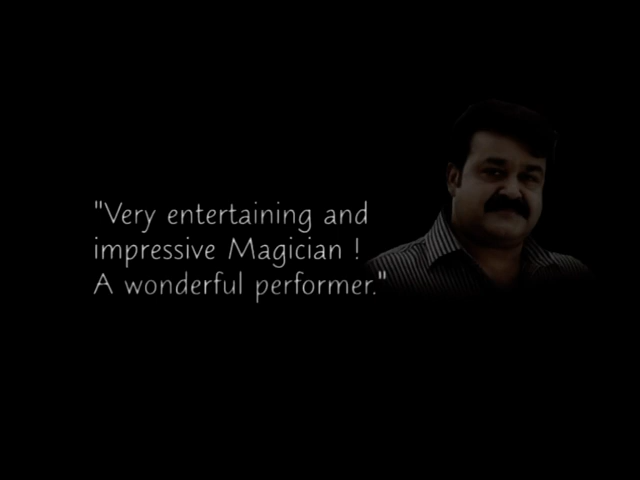 "Very entertaining and
impressive Magician !
A wonderful performer."